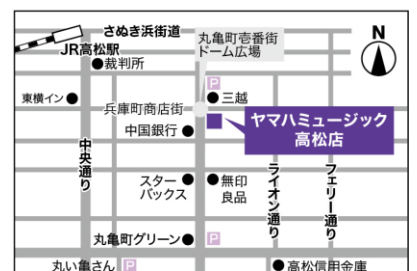 さぬき浜街道
丸亀町壱番街
ドーム広場
N
JR高松駅
裁判所
P
東横イン
三越
兵庫町商店街
ヤマハミュージック
高松店
中国銀行
中央通り
スター
バックス
無印
良品
ライオン通り
フェリー通り
丸亀町グリーン
P
丸い亀さん
P
高松信用金庫